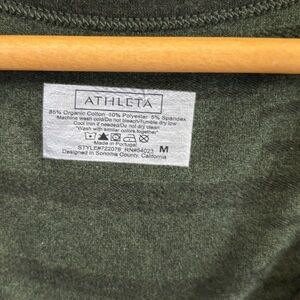 ATHLETA
85% Organic Cotton 10% Polyester 5% Spandex
Machine wash cold/Do not bleach/Tumble dry low
Cool iron if needed/Do not dry clean
"Wash with similar colors together"
Made in Portugal
STYLE#722076 RN#54023 M
Designed in Sonoma County, California